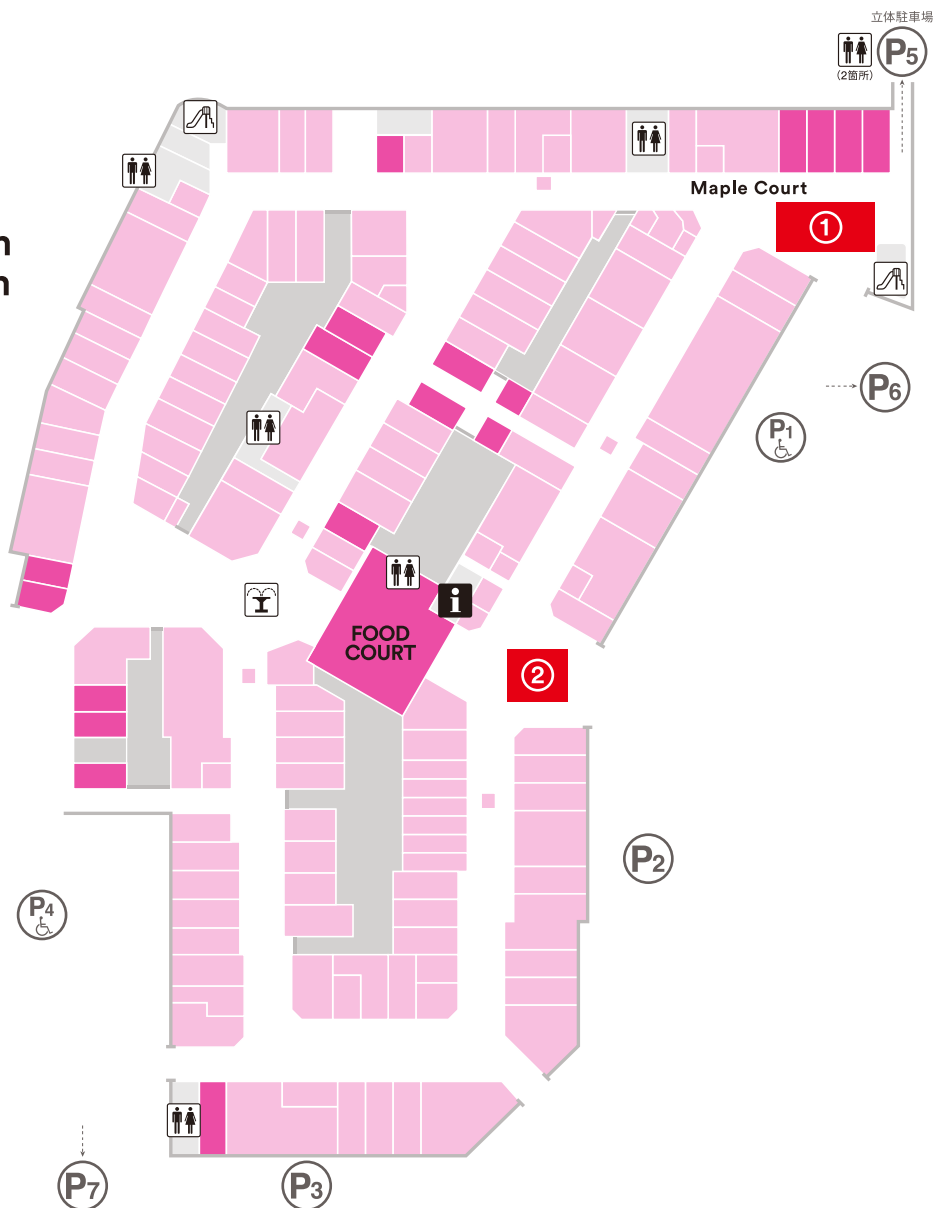 立体駐車場
P5
(2箇所)
Maple Court
1
n
n
P6
P1
i
FOOD
COURT
2
P2
P4
P7
P3